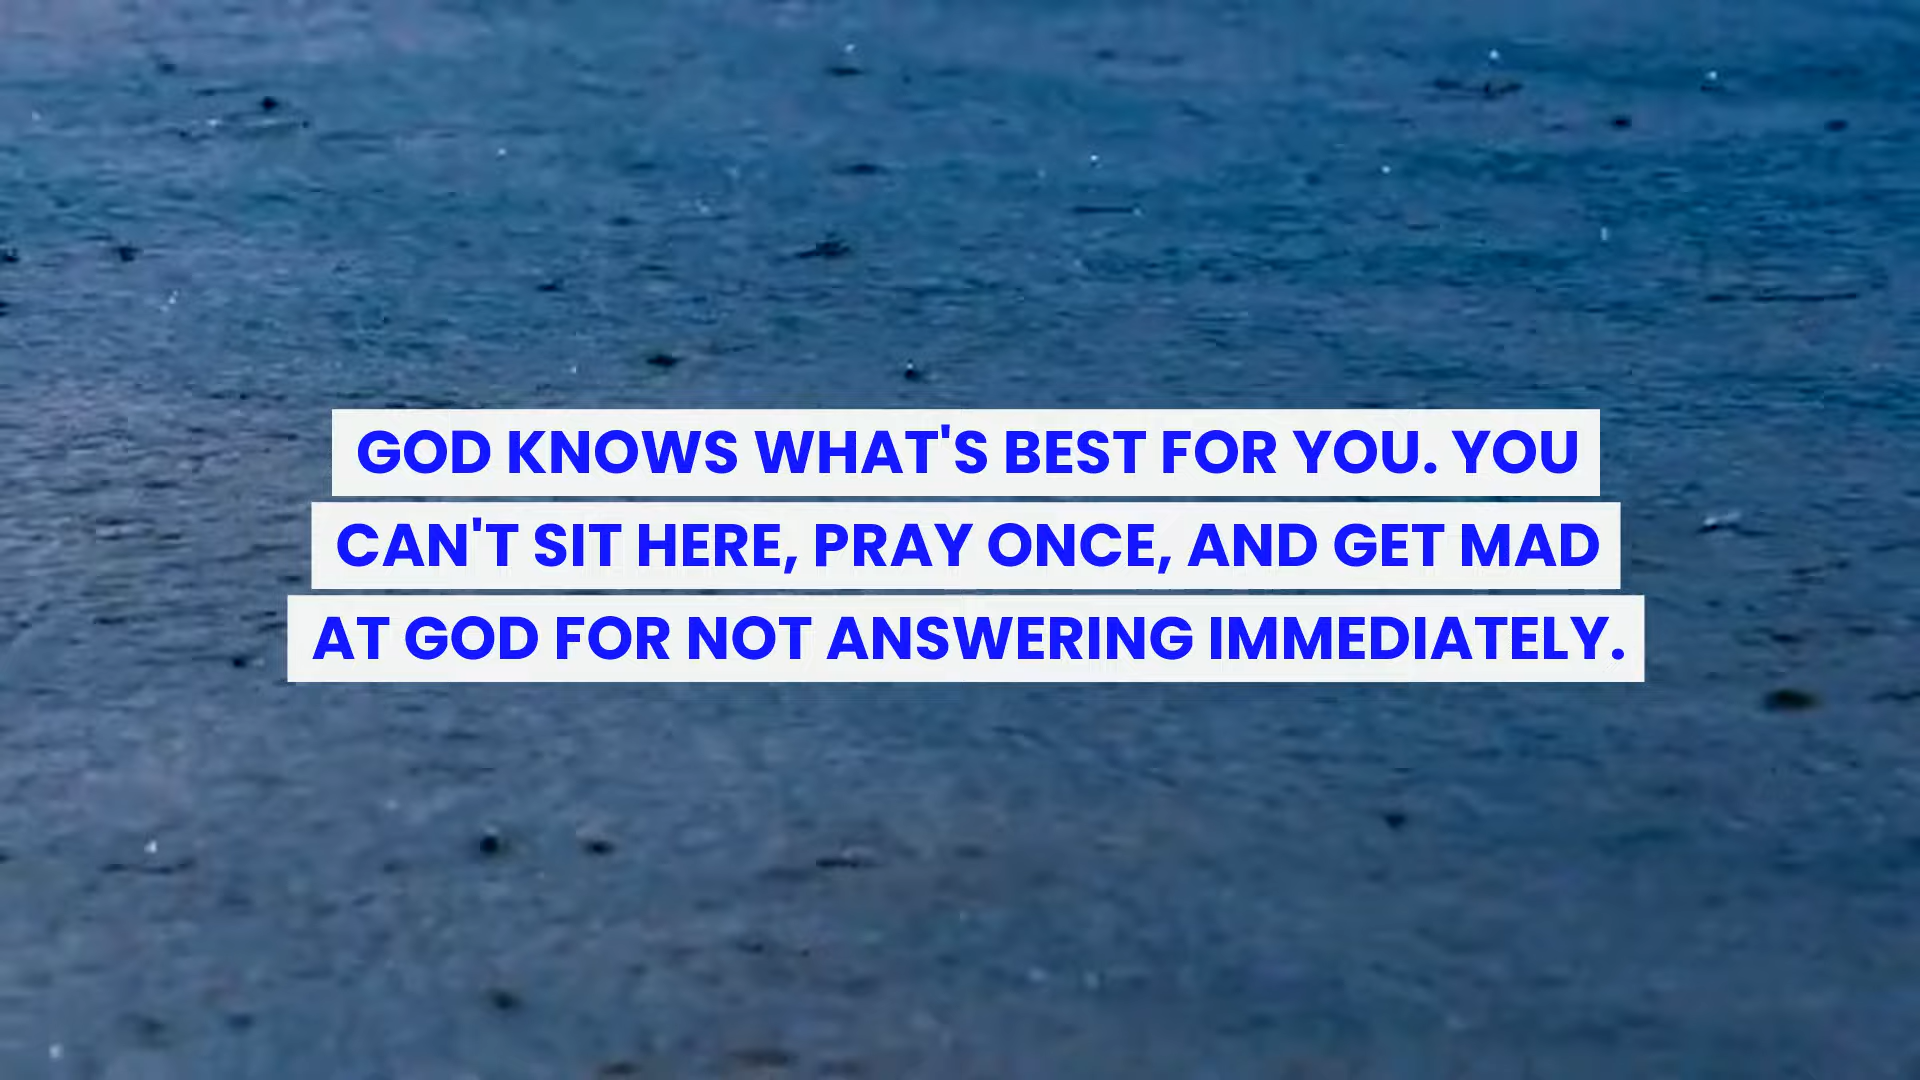 GOD KNOWS WHAT'S BEST FOR YOU. YOU
CAN'T SIT HERE, PRAY ONCE, AND GET MAD
AT GOD FOR NOT ANSWERING IMMEDIATELY.